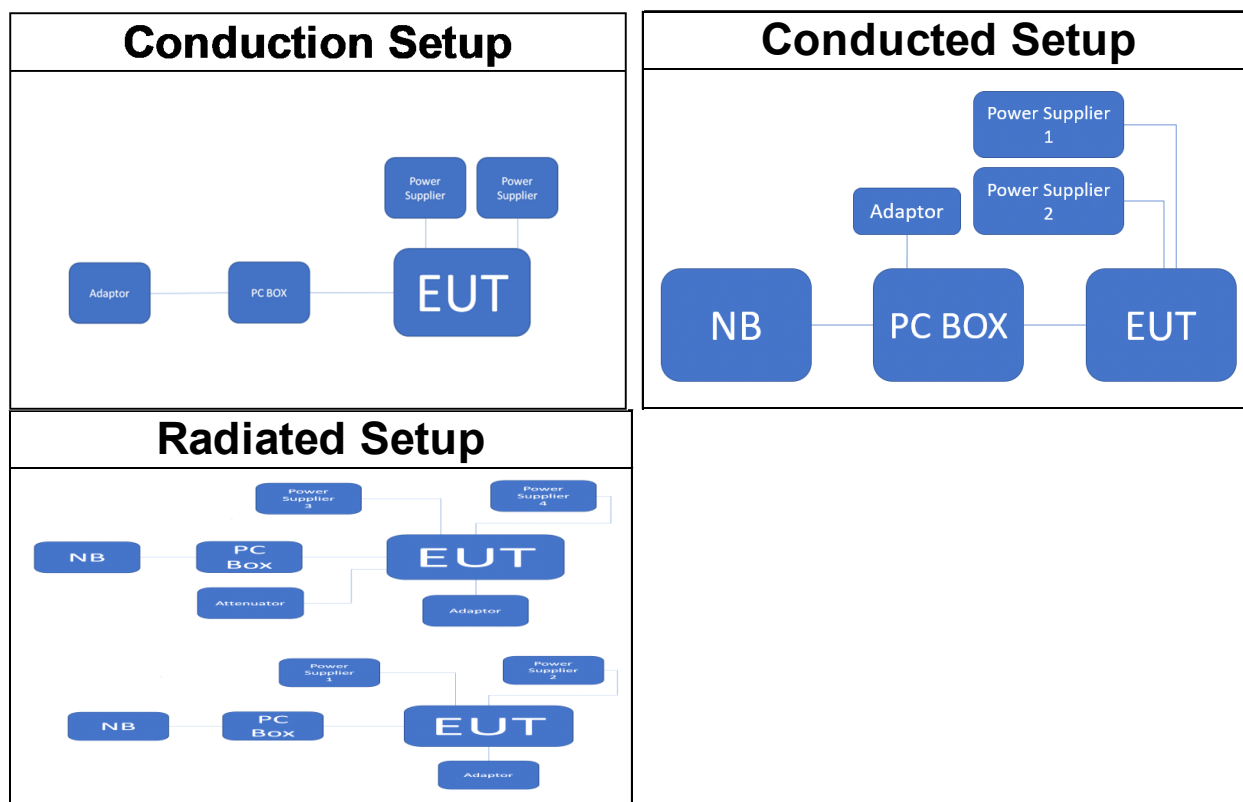 Conduction Setup
Power
Supplier
Power
Supplier
Adaptor
PC BOX
EUT
Conducted Setup
Power Supplier
1
Power Supplier
2
Adaptor
NB
PC BOX
EUT
Radiated Setup
Power
Supplier
3
Power
Supplier
4
NB
PC
Box
EUT
Attenuator
Adaptor
Power
Supplier
1
Power
Supplier
2
NB
PC
Box
EUT
Adaptor